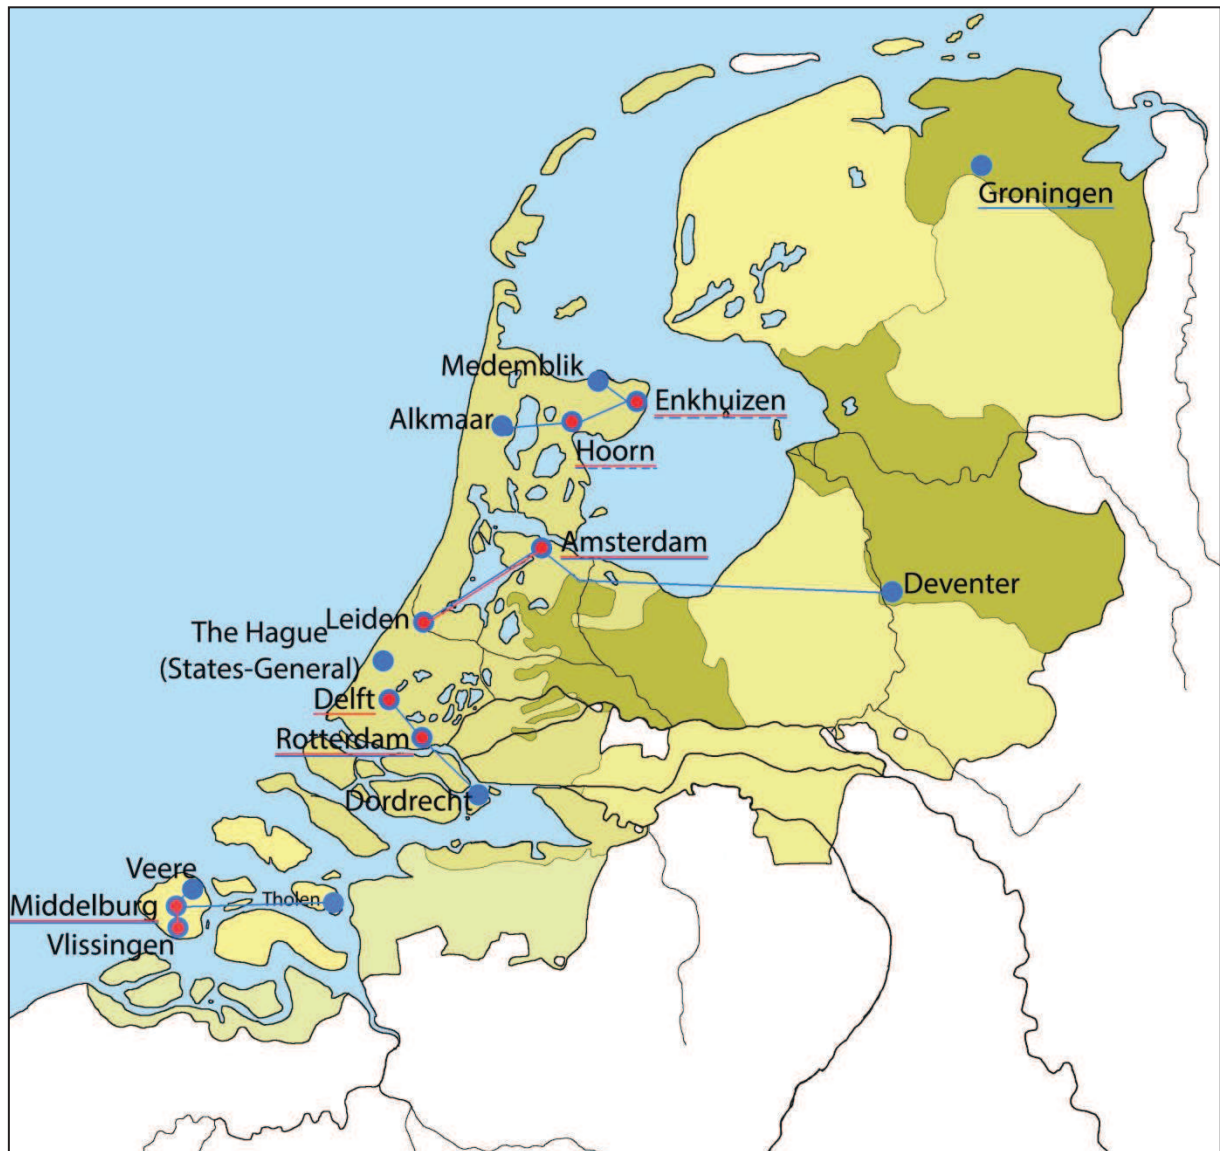 Groningen
Medemblik
Enkhuizen
Alkmaar
Hoorn
Amsterdam
Deventer
Leiden
The Hague
(States-General)
Delft
Rotterdam
Dordrecht
Veere
Tholen
Middelburg
Vlissingen